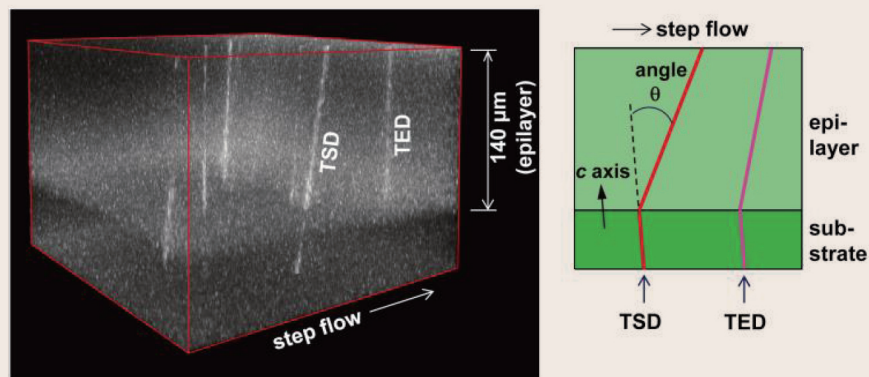 TSD
TED
140 µm
(epilayer)
step flow
step flow
angle
θ
epi-
layer
c axis
sub-
strate
TSD
TED